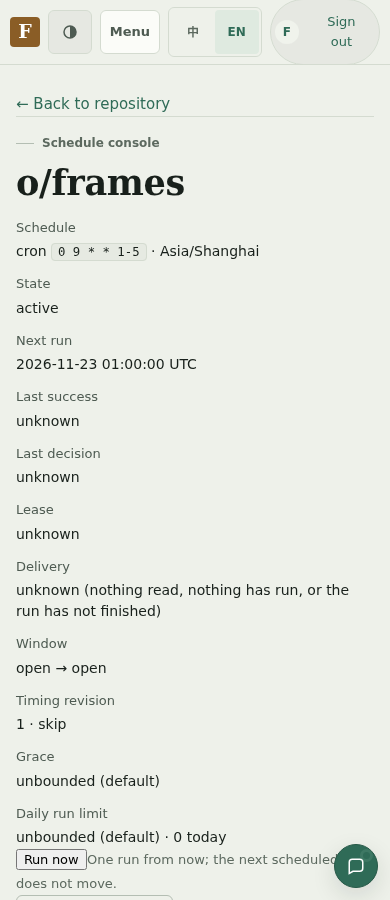 F
Menu
中
EN
F
Sign
out
← Back to repository
Schedule console
o/frames
Schedule
cron 0 9 * * 1-5 · Asia/Shanghai
State
active
Next run
2026-11-23 01:00:00 UTC
Last success
unknown
Last decision
unknown
Lease
unknown
Delivery
unknown (nothing read, nothing has run, or the
run has not finished)
Window
open → open
Timing revision
1 · skip
Grace
unbounded (default)
Daily run limit
unbounded (default) · 0 today
Run now One run from now; the next scheduled
does not move.